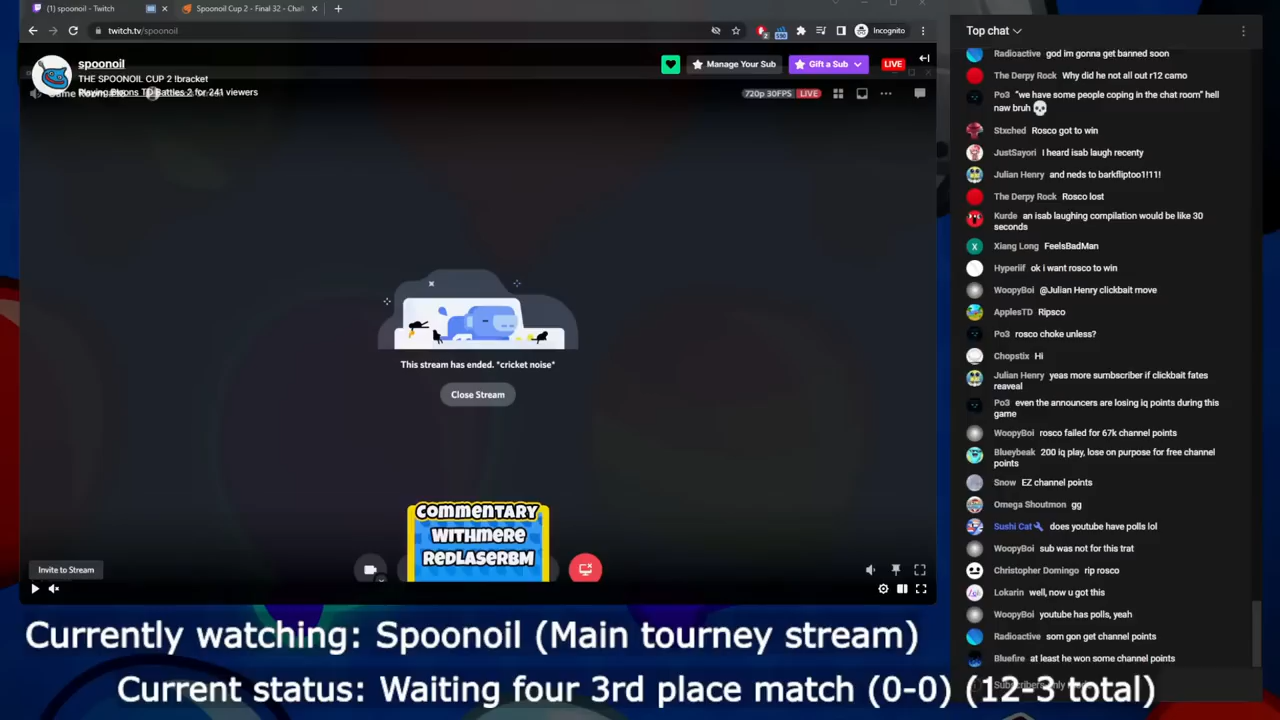 (1) spoonoil - Twitch
Spoonoil Cup 2 - Final 32 - Chal
twitch.tv/spoonoil
Incognito
spoonoil
THE SPOONOIL CUP 2 !bracket
Playing Bloons TD Battles 2 for 241 viewers
Manage Your Sub
Gift a Sub
LIVE
720p 30FPS LIVE
This stream has ended. *cricket noise*
Close Stream
COMMENTARY
WITHMERE
REDLASERBM
Invite to Stream
Currently watching: Spoonoil (Main tourney stream)
Current status: Waiting four 3rd place match (0-0) (12-3 total)
Top chat
Radioactive god im gonna get banned soon
The Derpy Rock Why did he not all out r12 camo
Po3 “we have some people coping in the chat room” hell
naw bruh 💀
Stxched Rosco got to win
JustSayori I heard isab laugh recenty
Julian Henry and neds to barkfliptoo1!11!
The Derpy Rock Rosco lost
Kurde an isab laughing compilation would be like 30
seconds
Xiang Long FeelsBadMan
Hyperiif ok i want rosco to win
WoopyBoi @Julian Henry clickbait move
ApplesTD Ripsco
Po3 rosco choke unless?
Chopstix Hi
Julian Henry yeas more sumbscriber if clickbait fates
reaveal
Po3 even the announcers are losing iq points during this
game
WoopyBoi rosco failed for 67k channel points
Blueybeak 200 iq play, lose on purpose for free channel
points
Snow EZ channel points
Omega Shoutmon gg
Sushi Cat does youtube have polls lol
WoopyBoi sub was not for this trat
Christopher Domingo rip rosco
Lokarin well, now u got this
WoopyBoi youtube has polls, yeah
Radioactive som gon get channel points
Bluefire at least he won some channel points